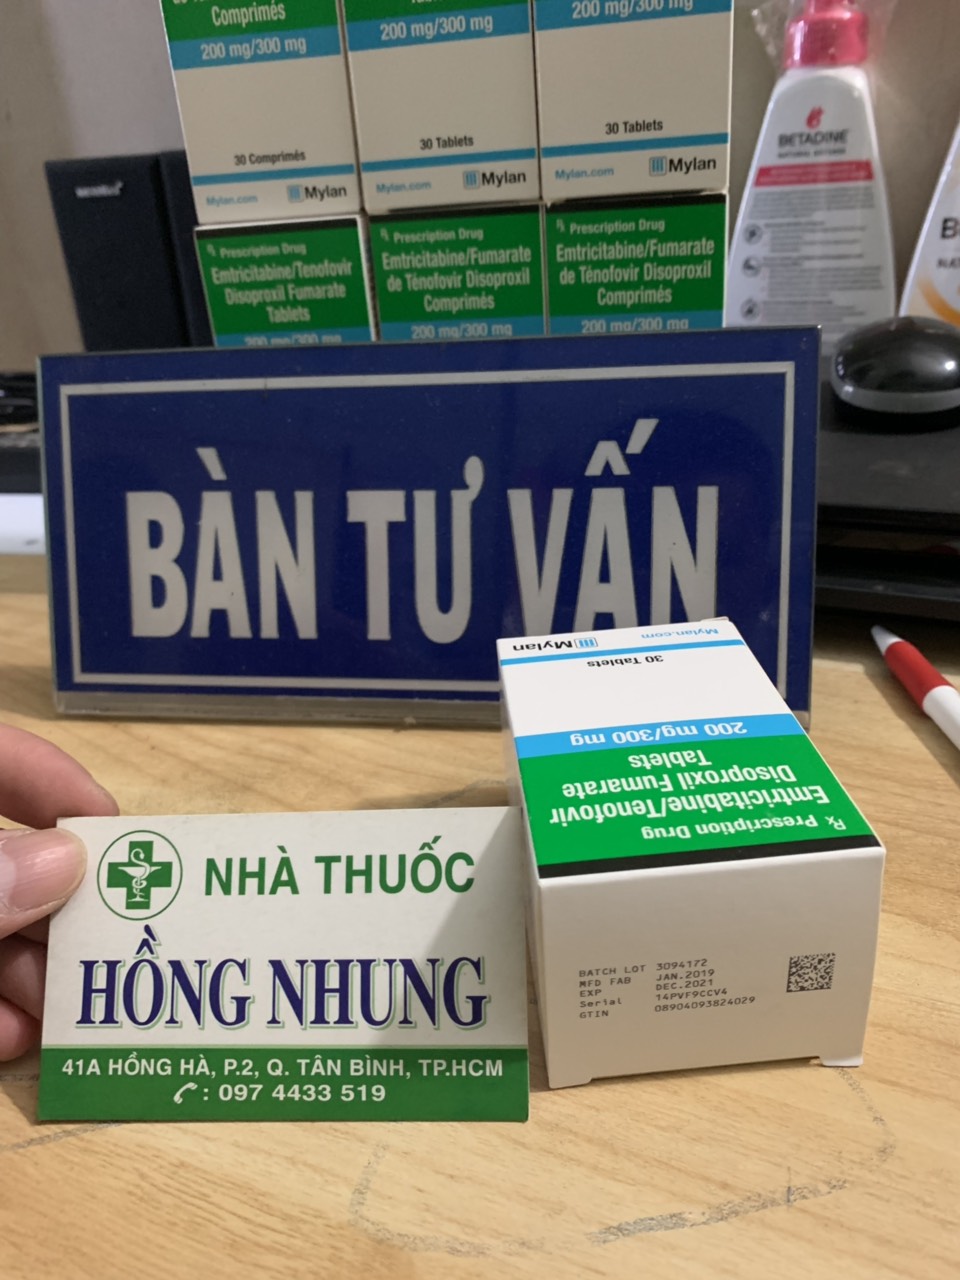 Comprimés
200 mg/300 mg
30 Comprimés
Mylan.com
Mylan
200 mg/300 mg
30 Tablets
Mylan.com
Mylan
200 mg/300 mg
30 Tablets
Mylan.com
Mylan
BETADINE
℞ Prescription Drug
Emtricitabine/Tenofovir
Disoproxil Fumarate
Tablets
200 mg/300 mg
℞ Prescription Drug
Emtricitabine/Fumarate
de Ténofovir Disoproxil
Comprimés
200 mg/300 mg
℞ Prescription Drug
Emtricitabine/Fumarate
de Ténofovir Disoproxil
Comprimés
200 mg/300 mg
BÀN TƯ VẤN
℞ Prescription Drug
Emtricitabine/Tenofovir
Disoproxil Fumarate
Tablets
200 mg/300 mg
30 Tablets
Mylan.com
Mylan
BATCH LOT 3094172
MFD FAB JAN.2019
EXP DEC.2021
Serial 14PVF9CCV4
GTIN 08904093824029
NHÀ THUỐC
HỒNG NHUNG
41A HỒNG HÀ, P.2, Q. TÂN BÌNH, TP.HCM
: 097 4433 519